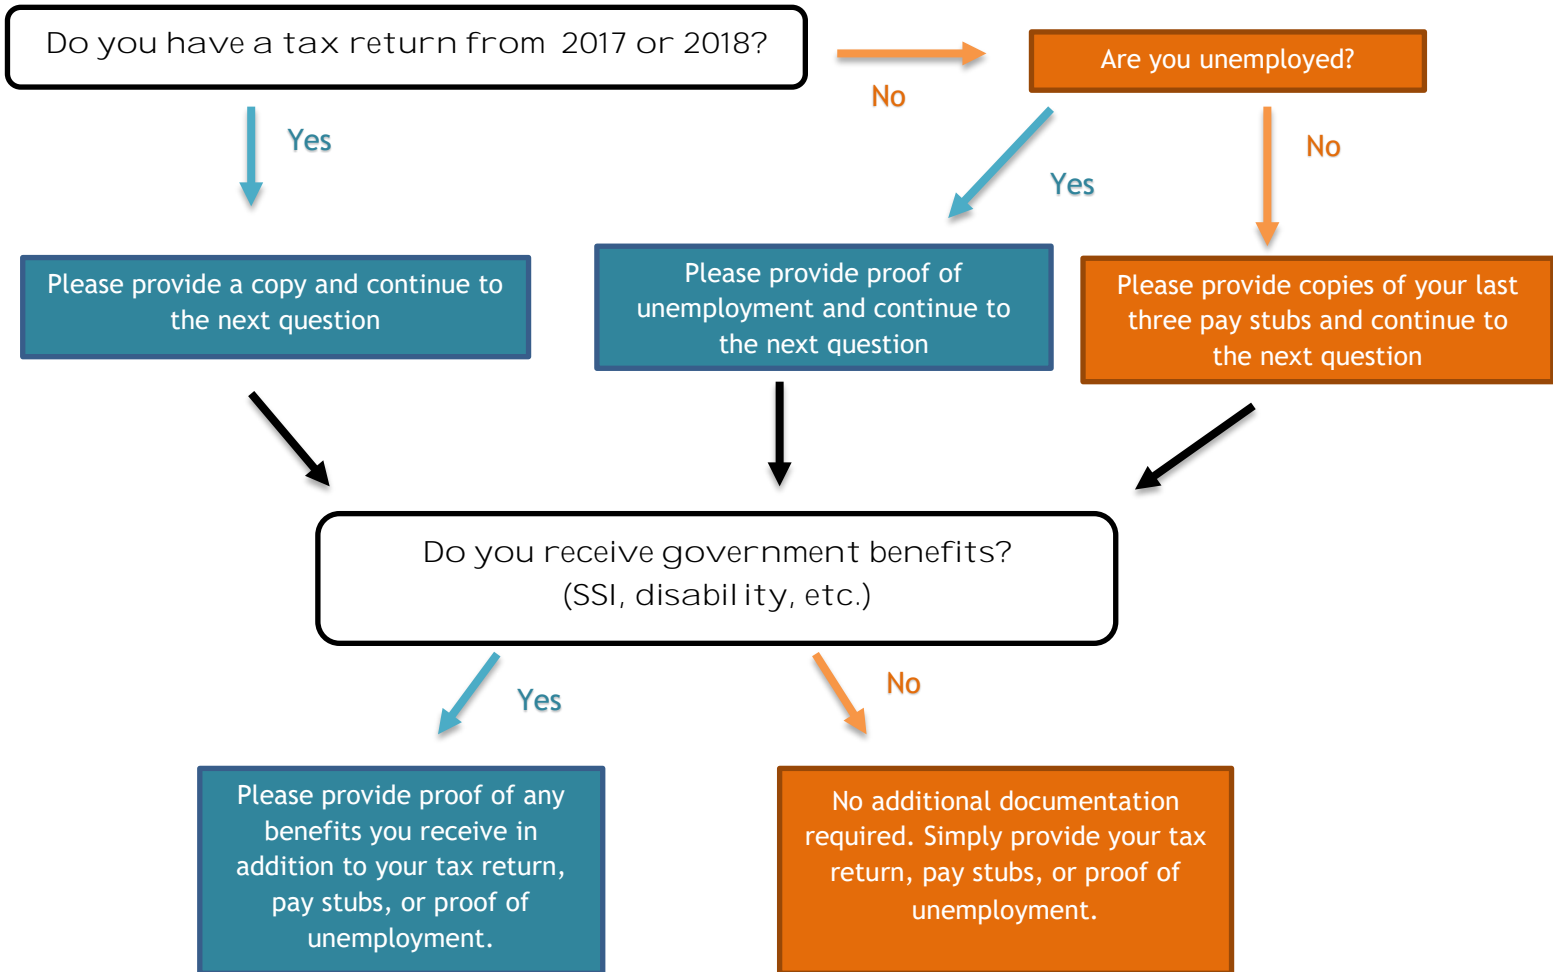 Do you have a tax return from 2017 or 2018?
No
Are you unemployed?
Yes
Yes
No
Please provide a copy and continue to
the next question
Please provide proof of
unemployment and continue to
the next question
Please provide copies of your last
three pay stubs and continue to
the next question
Do you receive government benefits?
(SSI, disability, etc.)
Yes
No
Please provide proof of any
benefits you receive in
addition to your tax return,
pay stubs, or proof of
unemployment.
No additional documentation
required. Simply provide your tax
return, pay stubs, or proof of
unemployment.